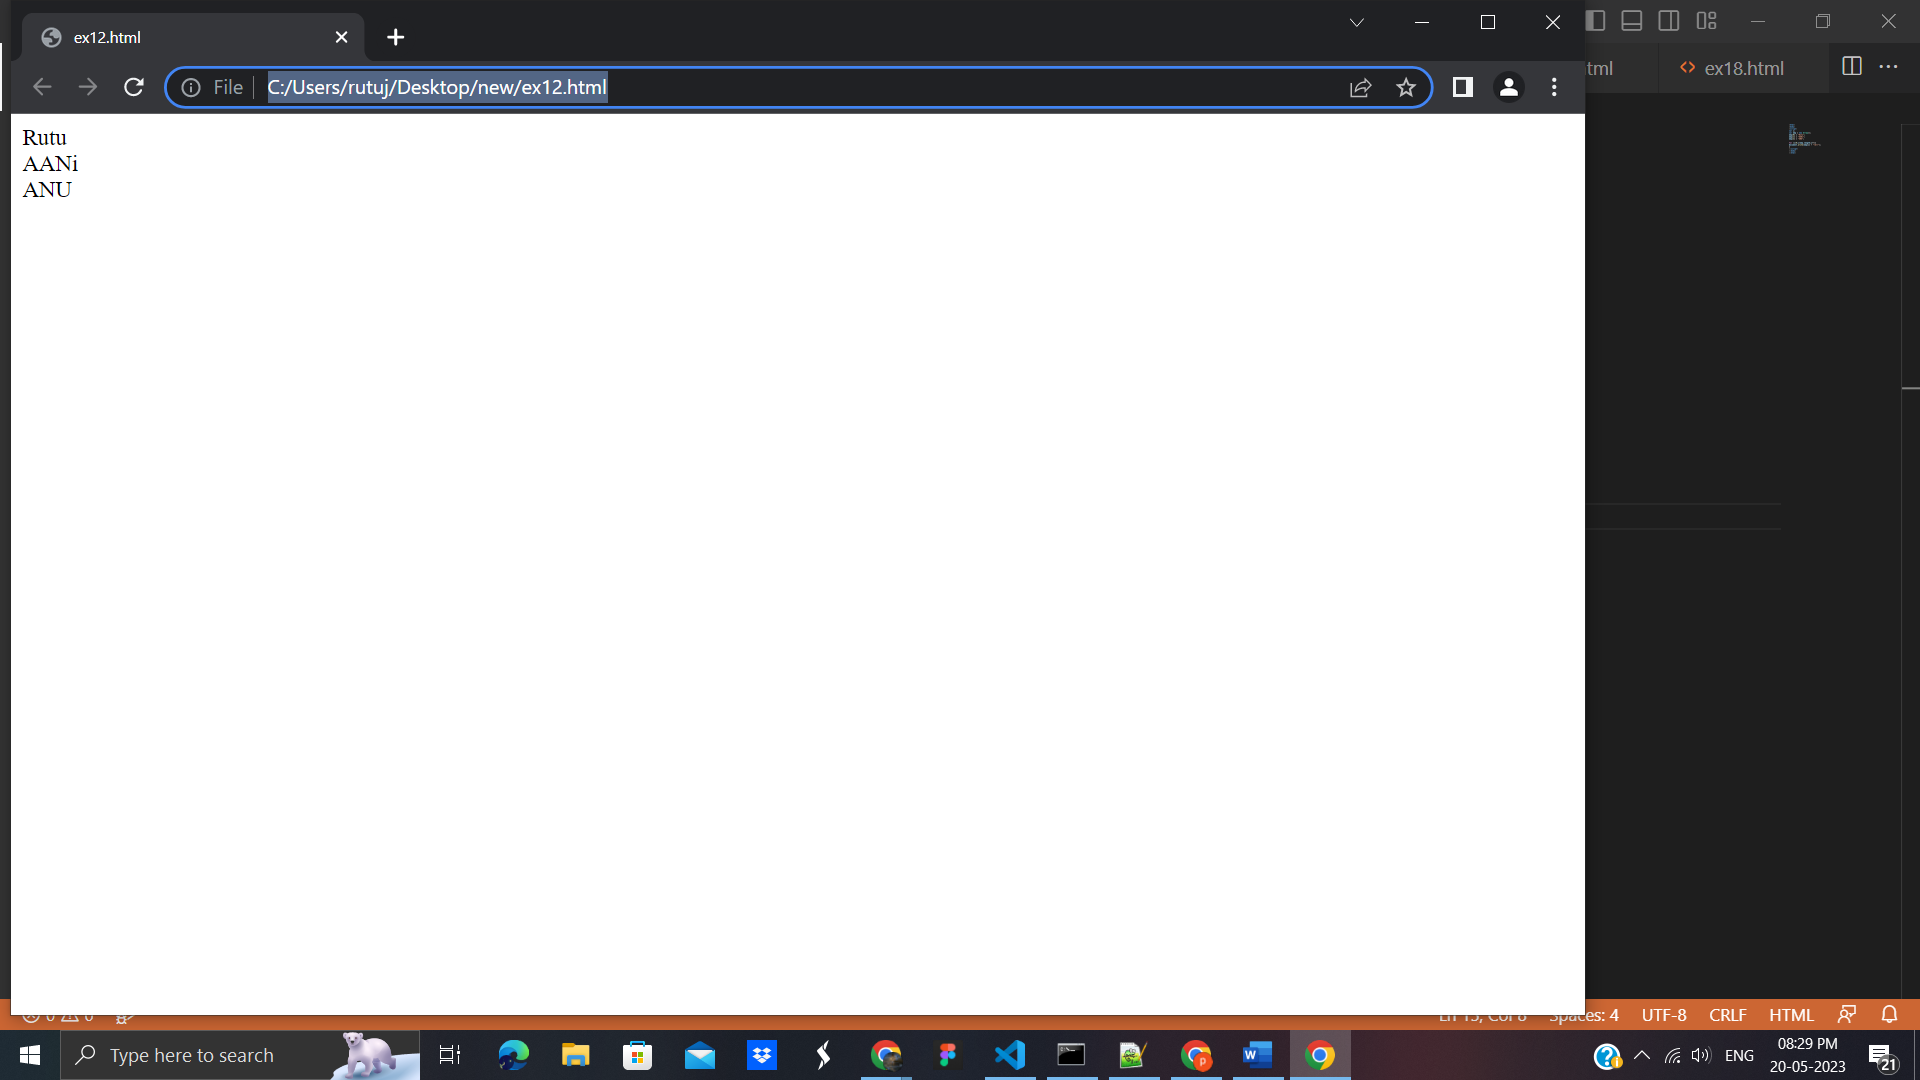 ex12.html
File C:/Users/rutuj/Desktop/new/ex12.html
tml
ex18.html
Rutu
AANi
ANU
Spaces: 4 UTF-8 CRLF HTML
Type here to search
ENG
08:29 PM
20-05-2023
21